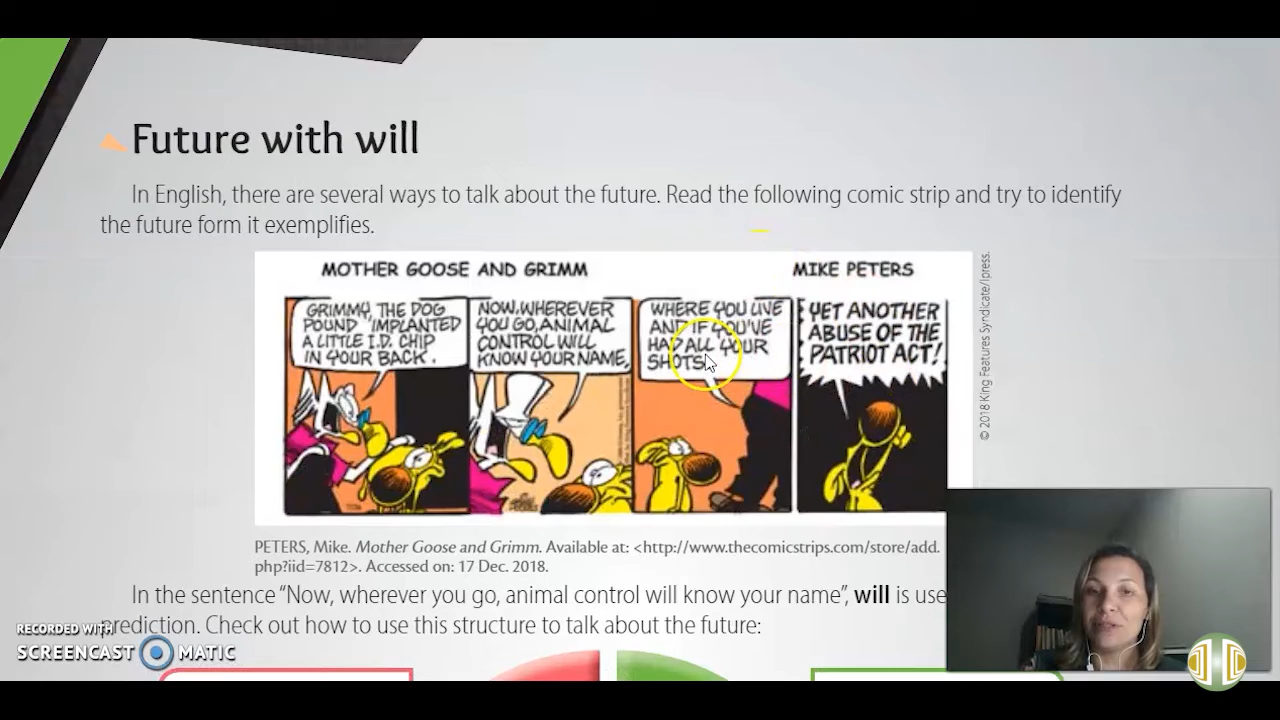 Future with will
In English, there are several ways to talk about the future. Read the following comic strip and try to identify
the future form it exemplifies.
MOTHER GOOSE AND GRIMM
MIKE PETERS
GRIMMY, THE DOG
POUND IMPLANTED
A LITTLE I.D. CHIP
IN YOUR BACK.
NOW, WHEREVER
YOU GO, ANIMAL
CONTROL WILL
KNOW YOUR NAME,
WHERE YOU LIVE
AND IF YOU'VE
HAD ALL YOUR
SHOTS.
YET ANOTHER
ABUSE OF THE
PATRIOT ACT!
© 2018 King Features Syndicate/Ipress.
PETERS, Mike. Mother Goose and Grimm. Available at: <http://www.thecomicstrips.com/store/add.
php?iid=7812>. Accessed on: 17 Dec. 2018.
In the sentence “Now, wherever you go, animal control will know your name”, will is use
prediction. Check out how to use this structure to talk about the future:
RECORDED WITH
SCREENCAST MATIC